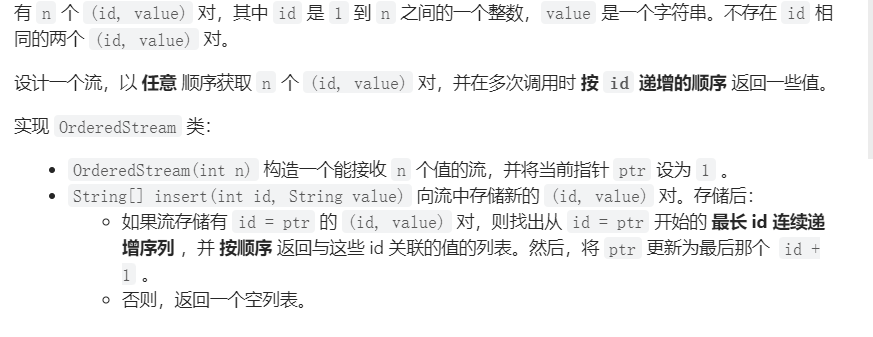 有 n 个 (id, value) 对，其中 id 是 1 到 n 之间的一个整数， value 是一个字符串。不存在 id 相
同的两个 (id, value) 对。
设计一个流，以 任意 顺序获取 n 个 (id, value) 对，并在多次调用时 按 id 递增的顺序 返回一些值。
实现 OrderedStream 类：
• OrderedStream(int n) 构造一个能接收 n 个值的流，并将当前指针 ptr 设为 1 。
• String[] insert(int id, String value) 向流中存储新的 (id, value) 对。存储后：
○ 如果流存储有 id = ptr 的 (id, value) 对，则找出从 id = ptr 开始的 最长 id 连续递
增序列 ，并 按顺序 返回与这些 id 关联的值的列表。然后，将 ptr 更新为最后那个 id +
1 。
○ 否则，返回一个空列表。